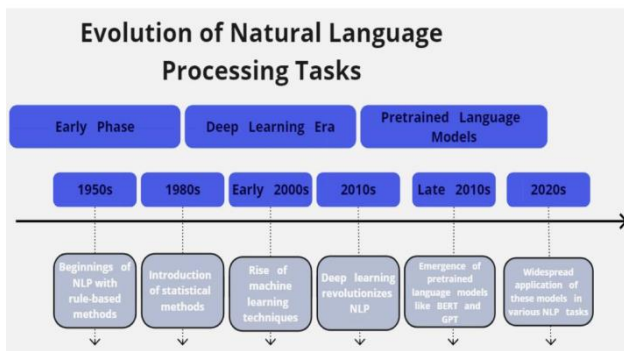 Evolution of Natural Language
Processing Tasks
Early Phase
Deep Learning Era
Pretrained Language
Models
1950s
1980s
Early 2000s
2010s
Late 2010s
2020s
Beginnings of
NLP with
rule-based
methods
Introduction
of statistical
methods
Rise of
machine
learning
techniques
Deep learning
revolutionizes
NLP
Emergence of
pretrained
language models
like BERT and
GPT
Widespread
application of
these models in
various NLP tasks